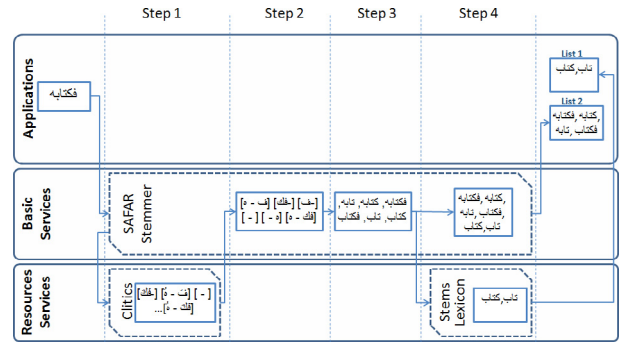 Step 1
Step 2
Step 3
Step 4
Applications
فكتابه
List 1
تاب,كتاب
List 2
كتابه, فكتابه,
فكتاب, تابه
Basic Services
SAFAR Stemmer
[ف-] [فك-] [ف - ه]
[فك - ه] [ه - ] [ - ]
فكتابه, كتابه, تابه,
كتاب, تاب, فكتاب
كتابه, فكتابه,
فكتاب, تابه,
تاب,كتاب
Resources Services
Clitics
[ - ] [فَ - هُ] [فَكَ-]
[فَكَ - هُ]...
Stems Lexicon
تاب,كتاب